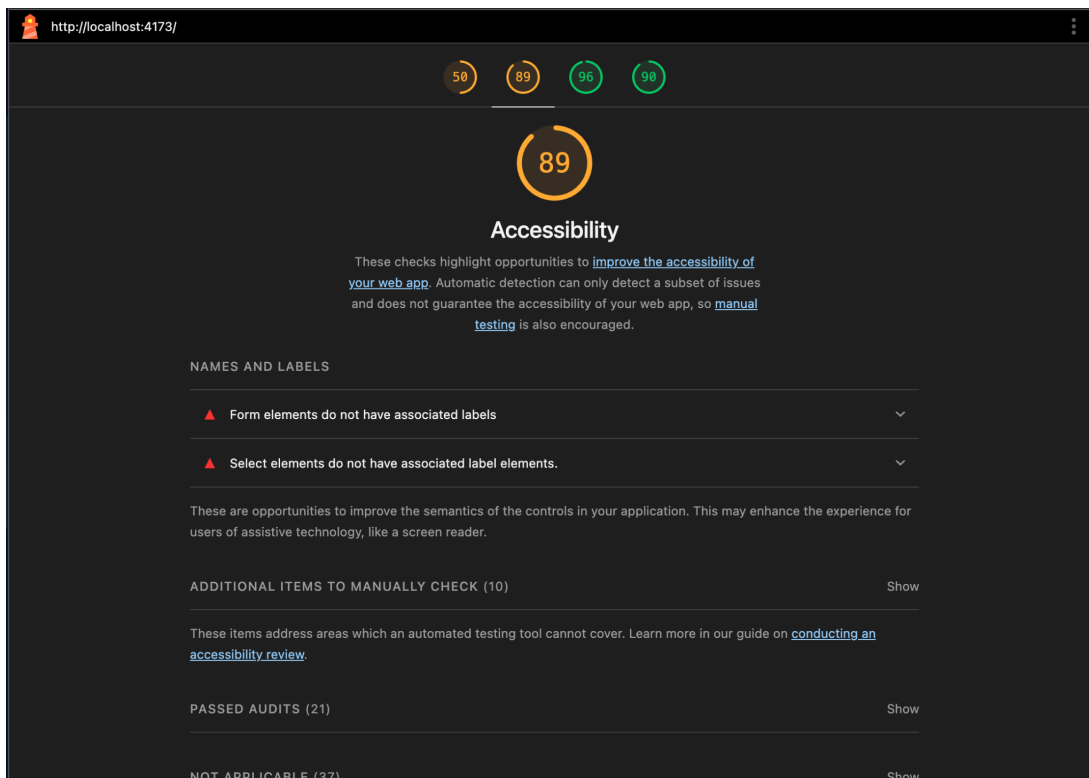 http://localhost:4173/
50 89 96 90
89
Accessibility
These checks highlight opportunities to improve the accessibility of
your web app. Automatic detection can only detect a subset of issues
and does not guarantee the accessibility of your web app, so manual
testing is also encouraged.
NAMES AND LABELS
Form elements do not have associated labels
Select elements do not have associated label elements.
These are opportunities to improve the semantics of the controls in your application. This may enhance the experience for
users of assistive technology, like a screen reader.
ADDITIONAL ITEMS TO MANUALLY CHECK (10) Show
These items address areas which an automated testing tool cannot cover. Learn more in our guide on conducting an
accessibility review.
PASSED AUDITS (21) Show
NOT APPLICABLE (37) Show